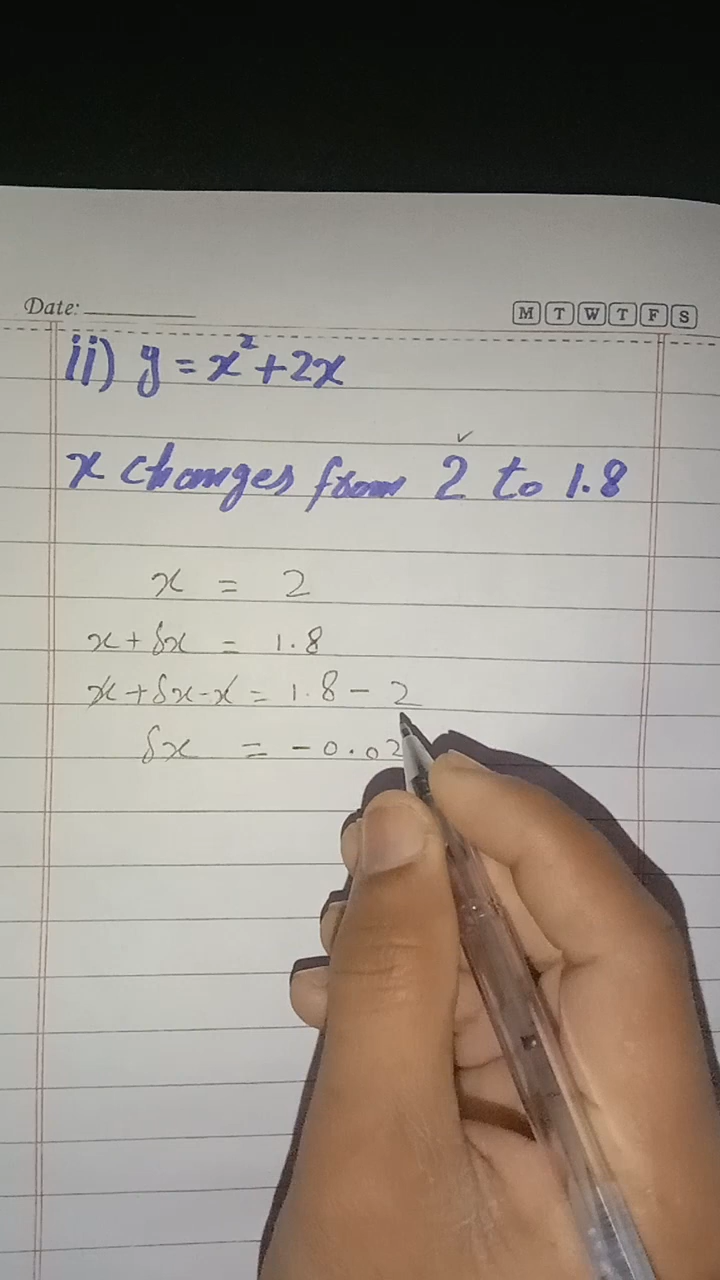 Date:
M T W T F S
ii) y = x² + 2x
x changes from 2 to 1.8
x = 2
x + δx = 1.8
x + δx - x = 1.8 - 2
δx = -0.02